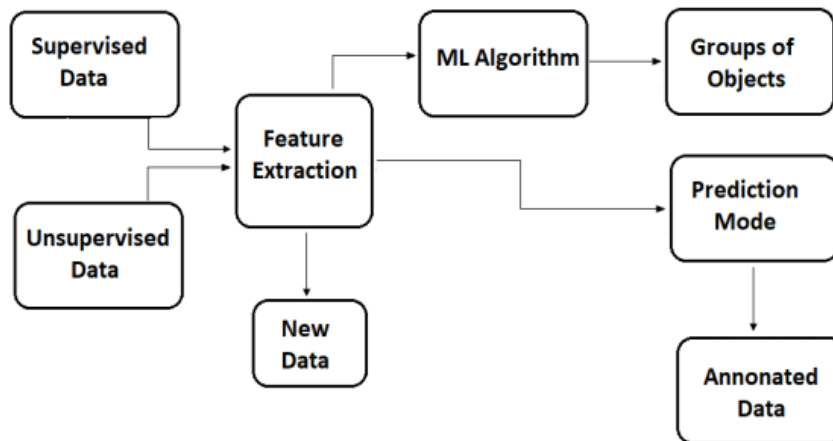 Supervised
Data
ML Algorithm
Groups of
Objects
Feature
Extraction
Prediction
Mode
Unsupervised
Data
New
Data
Annonated
Data